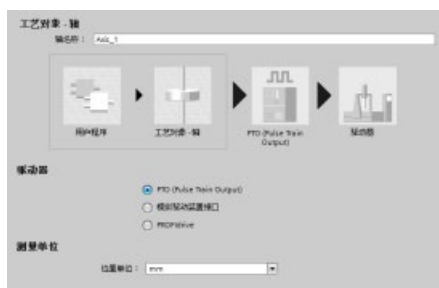 工艺对象 - 轴
轴名称： Axis_1
用户程序
工艺对象 -轴
PTO (Pulse Train Output)
驱动器
驱动器
PTO (Pulse Train Output)
模拟驱动装置接口
PROFIdrive
测量单位
位置单位： mm